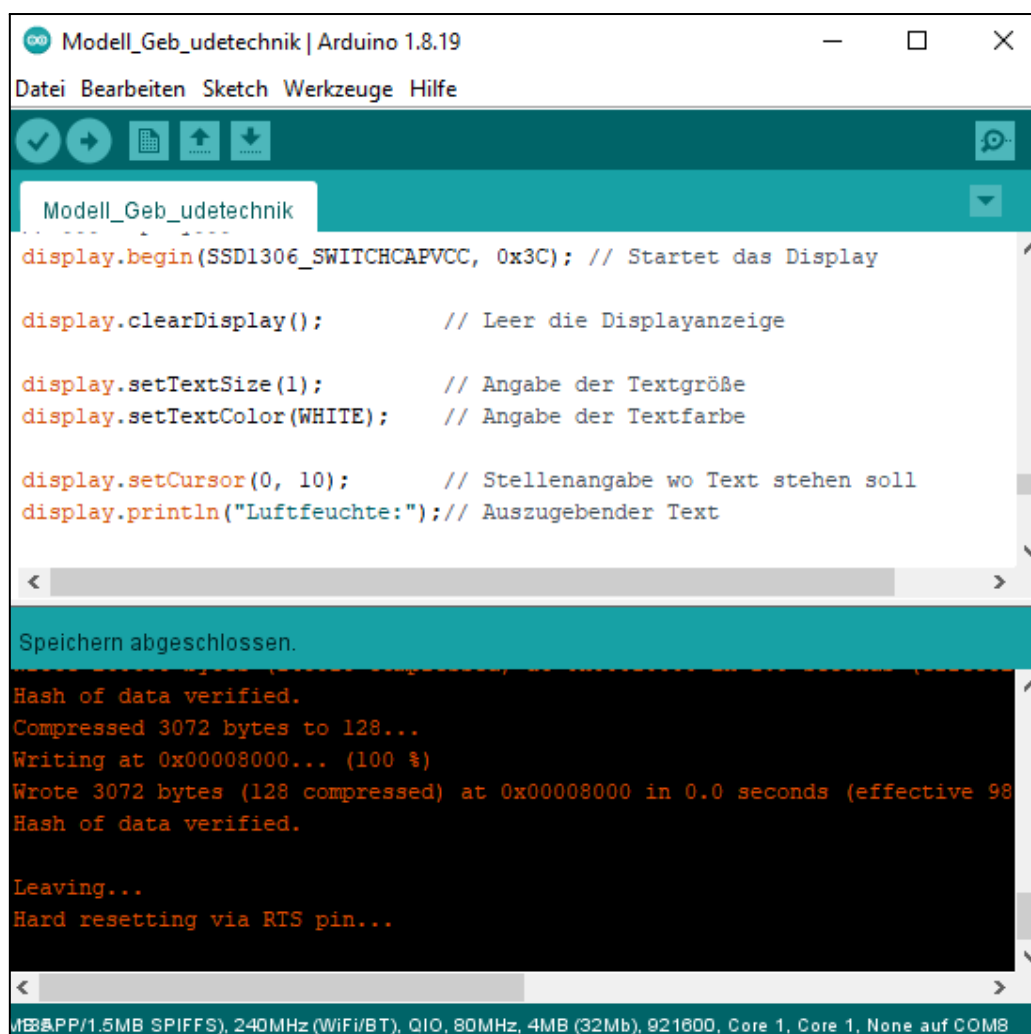 Modell_Geb_udetechnik | Arduino 1.8.19
Datei Bearbeiten Sketch Werkzeuge Hilfe
Modell_Geb_udetechnik
display.begin(SSD1306_SWITCHCAPVCC, 0x3C); // Startet das Display
display.clearDisplay(); // Leer die Displayanzeige
display.setTextSize(1); // Angabe der Textgröße
display.setTextColor(WHITE); // Angabe der Textfarbe
display.setCursor(0, 10); // Stellenangabe wo Text stehen soll
display.println("Luftfeuchte:");// Auszugebender Text
Speichern abgeschlossen.
Hash of data verified.
Compressed 3072 bytes to 128...
Writing at 0x00008000... (100 %)
Wrote 3072 bytes (128 compressed) at 0x00008000 in 0.0 seconds (effective 98
Hash of data verified.
Leaving...
Hard resetting via RTS pin...
APP/1.5MB SPIFFS), 240MHz (WiFi/BT), QIO, 80MHz, 4MB (32Mb), 921600, Core 1, Core 1, None auf COM8